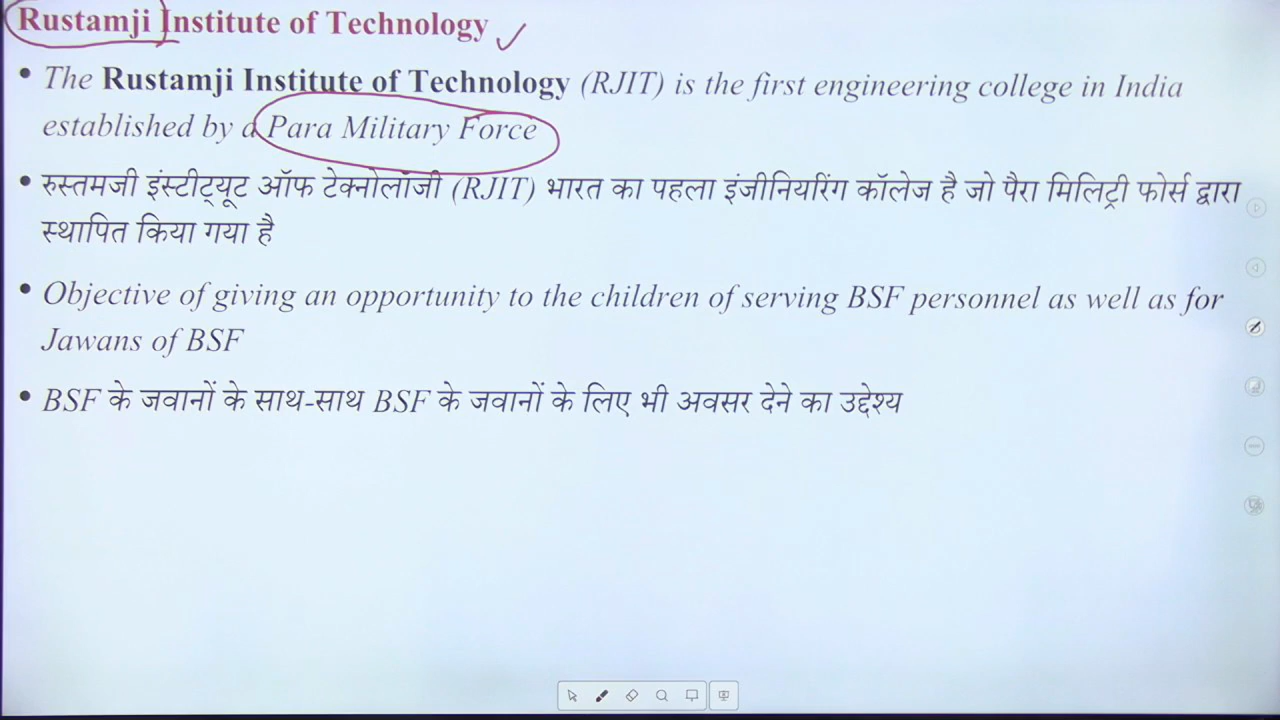 Rustamji Institute of Technology
• The Rustamji Institute of Technology (RJIT) is the first engineering college in India
established by a Para Military Force
• रुस्तमजी इंस्टीट्यूट ऑफ टेक्नोलॉजी (RJIT) भारत का पहला इंजीनियरिंग कॉलेज है जो पैरा मिलिट्री फोर्स द्वारा
स्थापित किया गया है
• Objective of giving an opportunity to the children of serving BSF personnel as well as for
Jawans of BSF
• BSF के जवानों के साथ-साथ BSF के जवानों के लिए भी अवसर देने का उद्देश्य